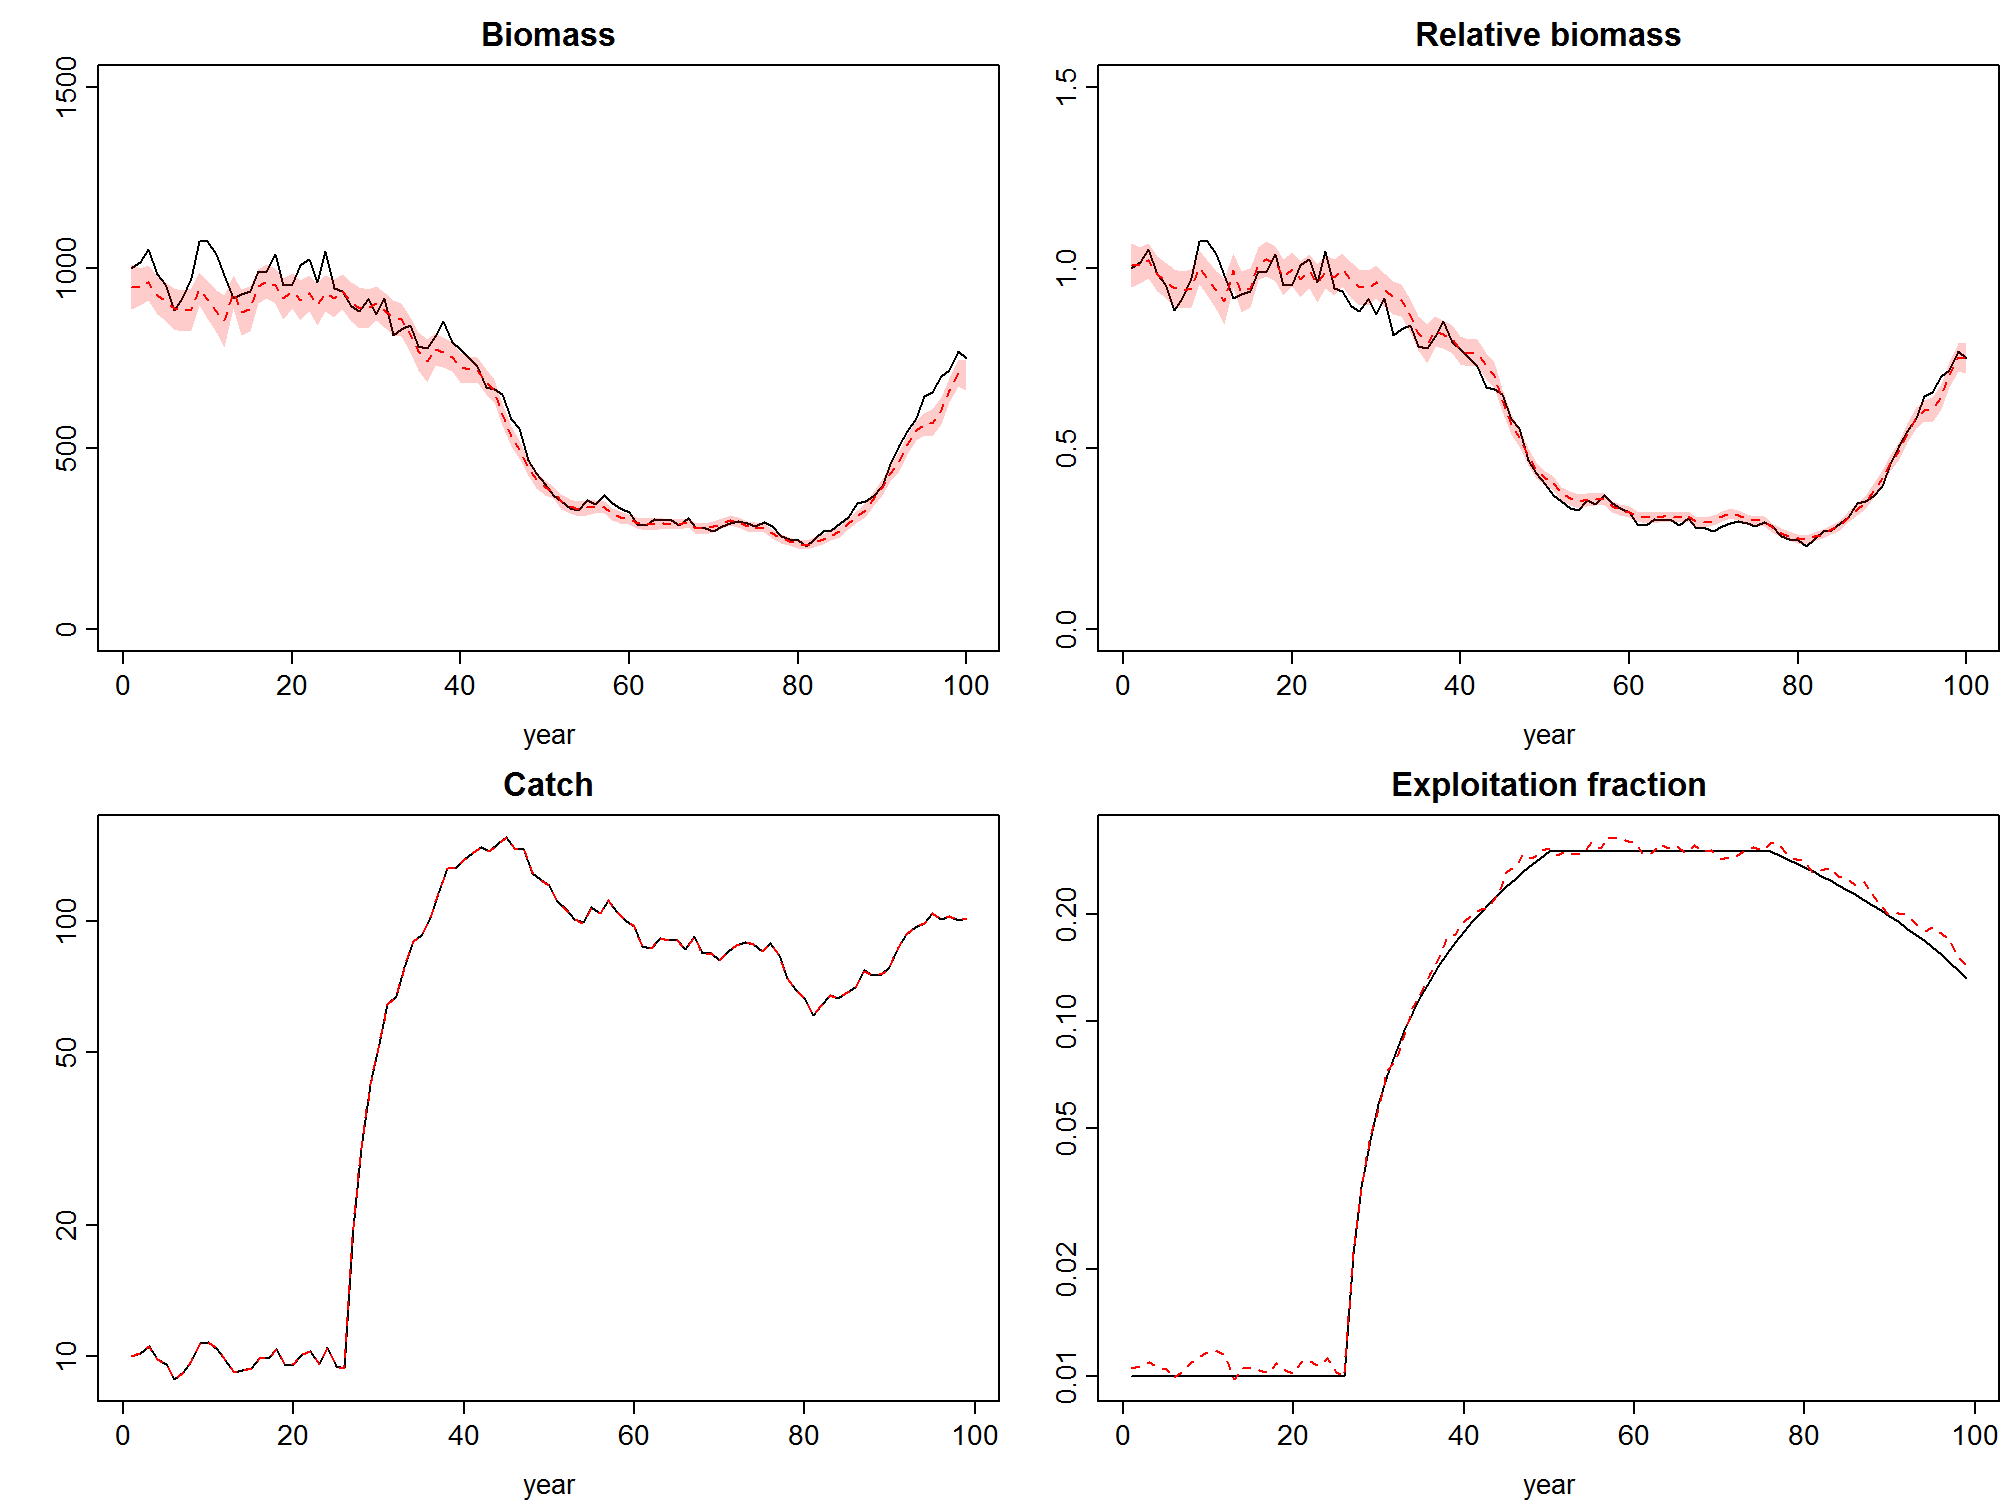 Biomass
1500
1000
500
0
0 20 40 60 80 100
year
Relative biomass
1.5
1.0
0.5
0.0
0 20 40 60 80 100
year
Catch
100
50
20
10
0 20 40 60 80 100
year
Exploitation fraction
0.20
0.10
0.05
0.02
0.01
0 20 40 60 80 100
year